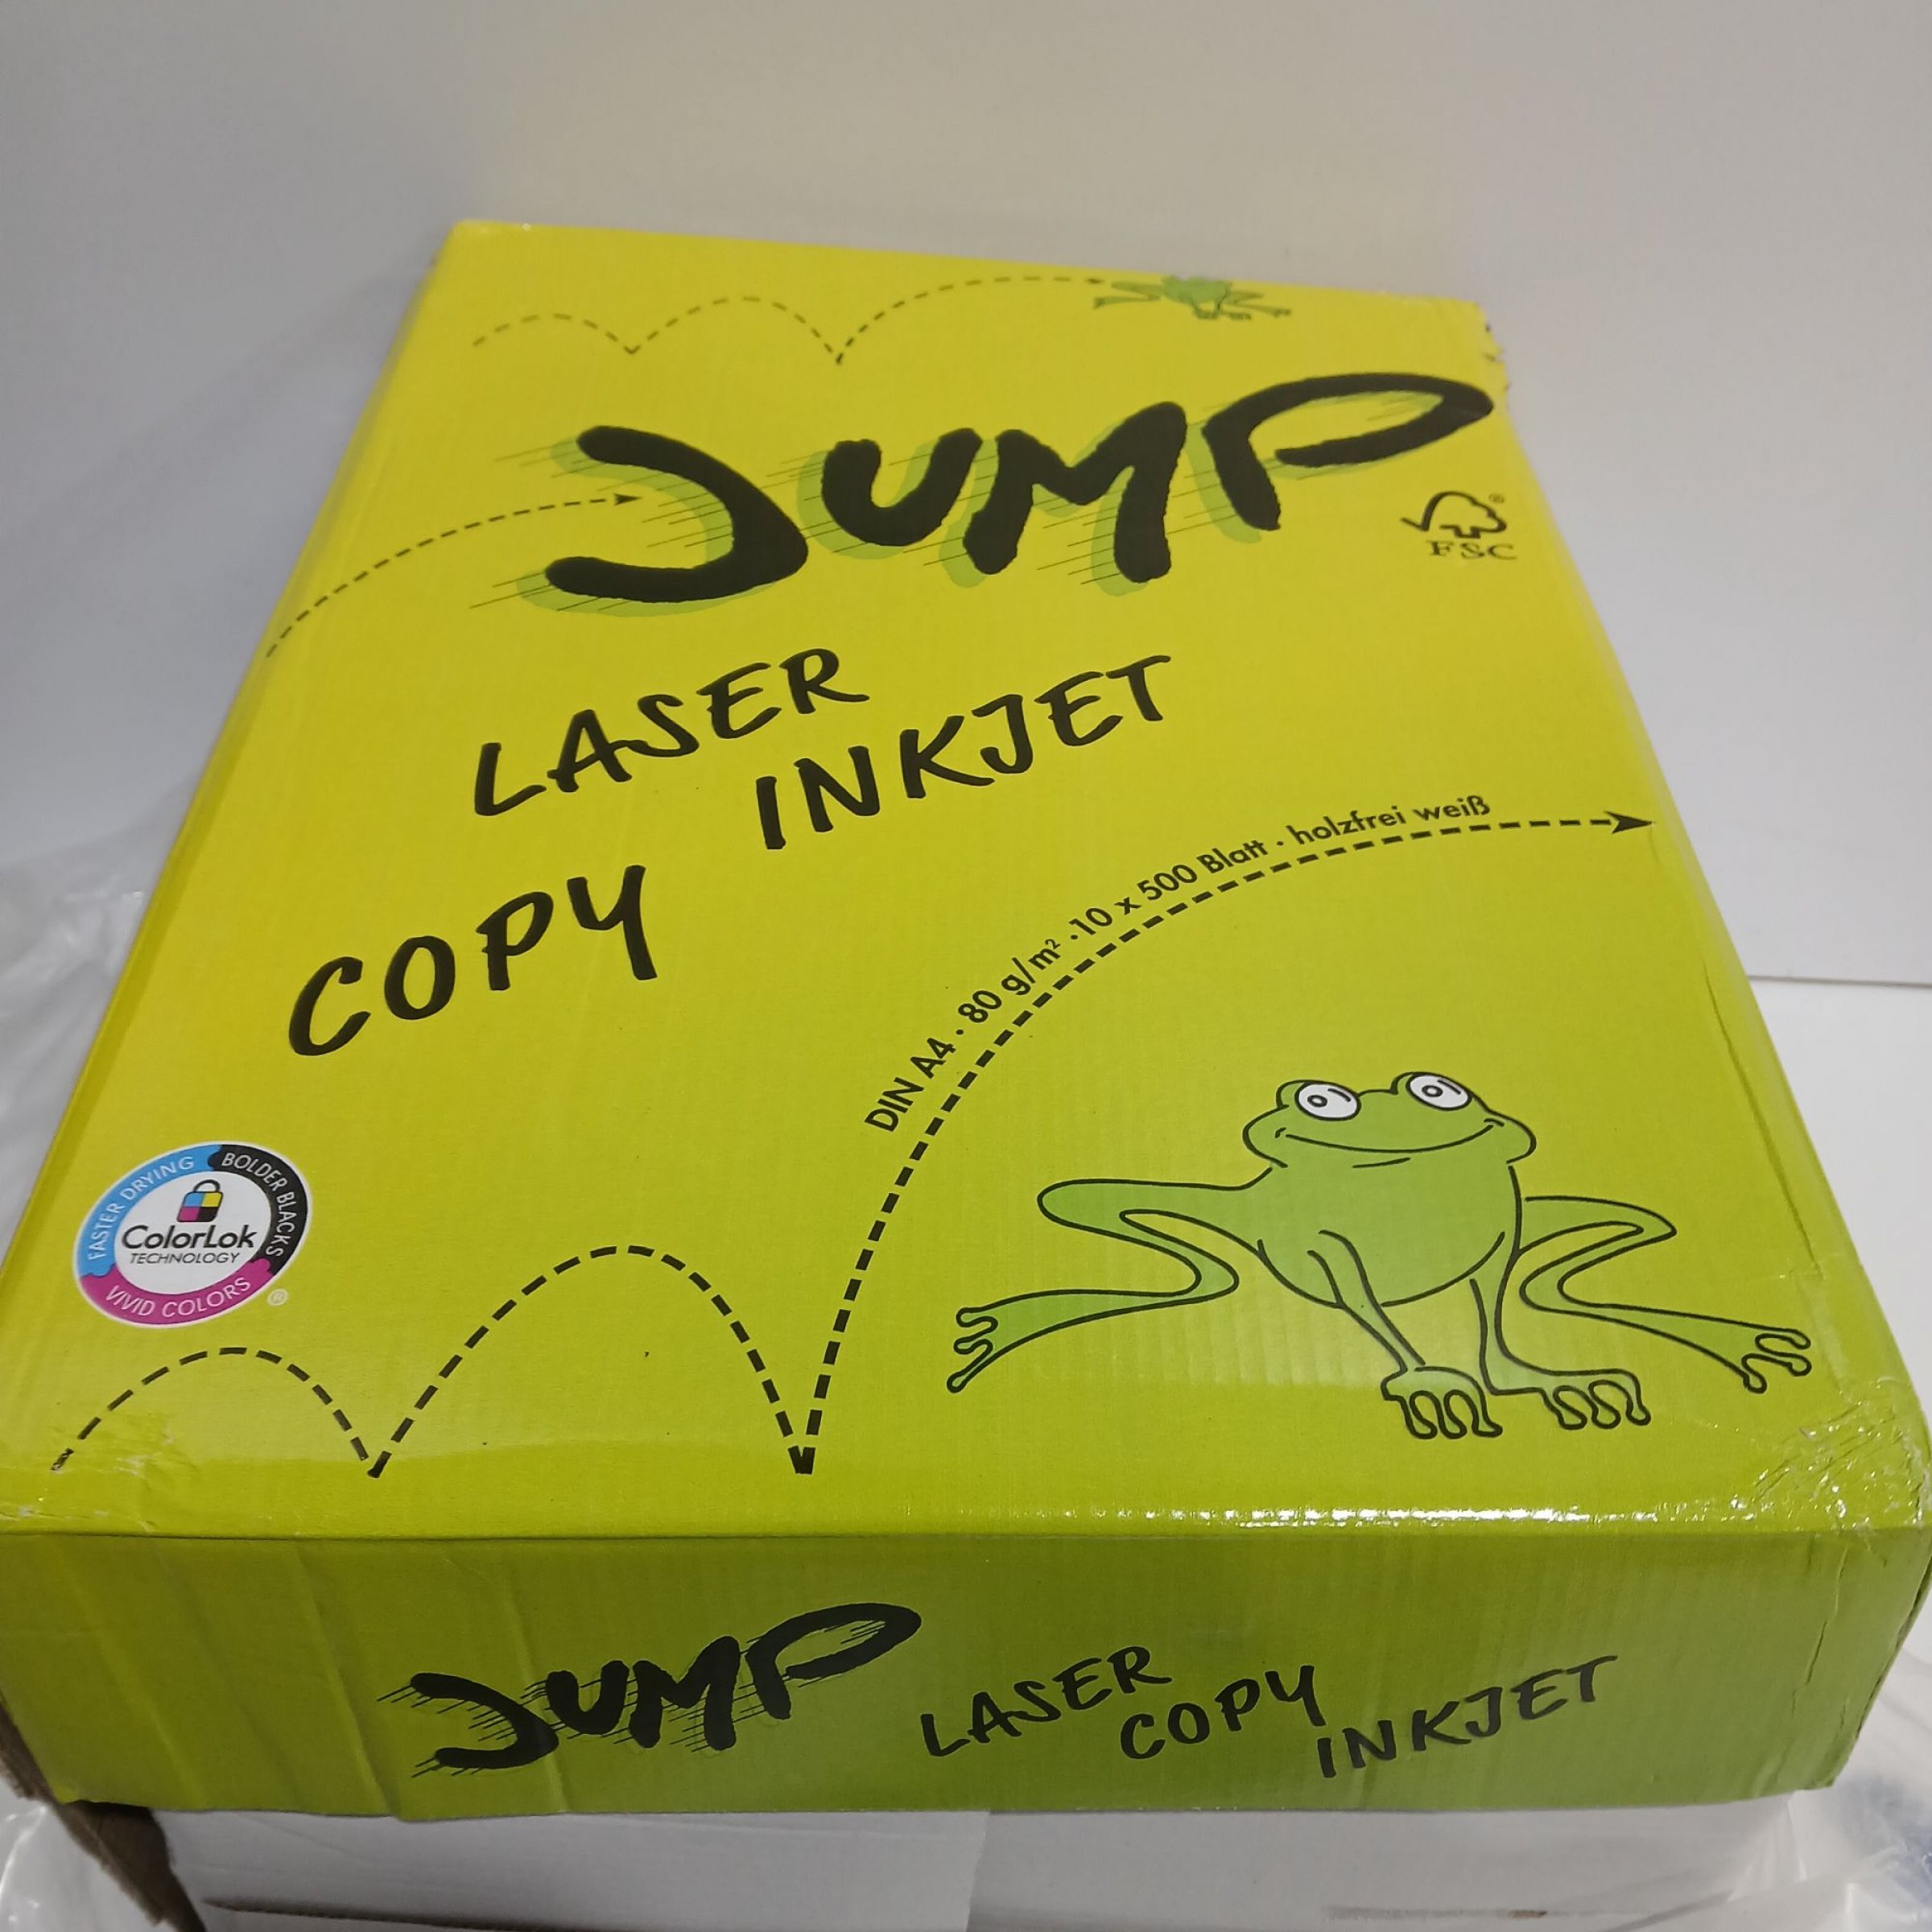 JUMP
FSC®
LASER
INKJET
COPY
DIN A4 · 80 g/m² · 10 x 500 Blatt · holzfrei weiß
FASTER DRYING
BOLDER BLACKS
ColorLok
TECHNOLOGY
VIVID COLORS
®
JUMP
LASER
COPY
INKJET